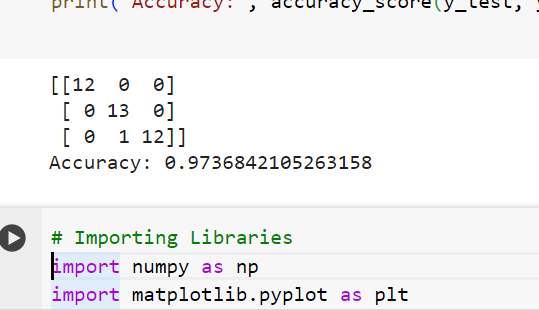 print("Accuracy: ", accuracy_score(y_test,
[[12  0  0]
 [ 0 13  0]
 [ 0  1 12]]
Accuracy: 0.9736842105263158
# Importing Libraries
import numpy as np
import matplotlib.pyplot as plt